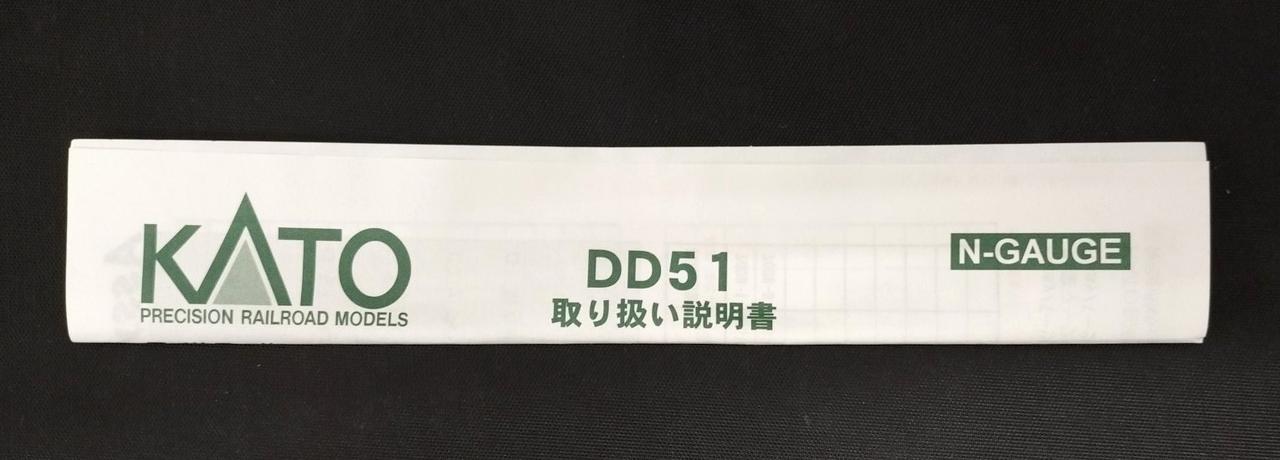 KATO
PRECISION RAILROAD MODELS
DD51
取り扱い説明書
N-GAUGE